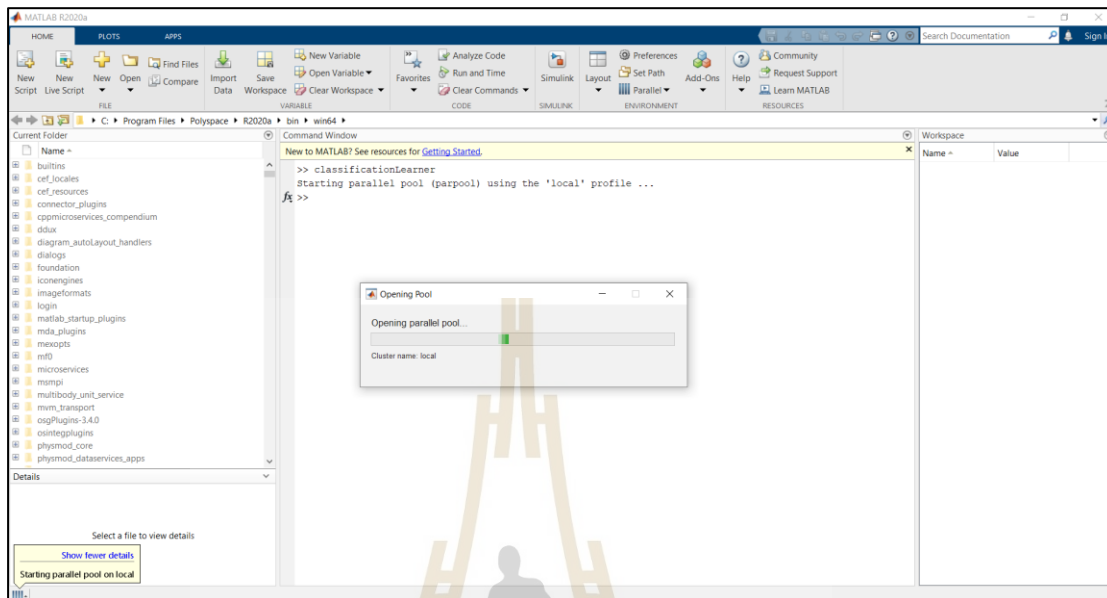 MATLAB R2020a
HOME PLOTS APPS
Search Documentation
Sign In
New Script
New Live Script
New
Open
Find Files
Compare
FILE
Import Data
Save Workspace
New Variable
Open Variable
Clear Workspace
VARIABLE
Favorites
Analyze Code
Run and Time
Clear Commands
CODE
Simulink
SIMULINK
Layout
Preferences
Set Path
Parallel
Add-Ons
ENVIRONMENT
Help
Community
Request Support
Learn MATLAB
RESOURCES
C: Program Files Polyspace R2020a bin win64
Current Folder
Name
builtins
cef_locales
cef_resources
connector_plugins
cppmicroservices_compendium
ddux
diagram_autoLayout_handlers
dialogs
foundation
iconengines
imageformats
login
matlab_startup_plugins
mda_plugins
mexopts
mf0
microservices
msmpi
multibody_unit_service
mvm_transport
osgPlugins-3.4.0
osintegplugins
physmod_core
physmod_dataservices_apps
Details
Select a file to view details
Show fewer details
Starting parallel pool on local
Command Window
New to MATLAB? See resources for Getting Started.
>> classificationLearner
Starting parallel pool (parpool) using the 'local' profile ...
fx >>
Opening Pool
Opening parallel pool...
Cluster name: local
Workspace
Name Value